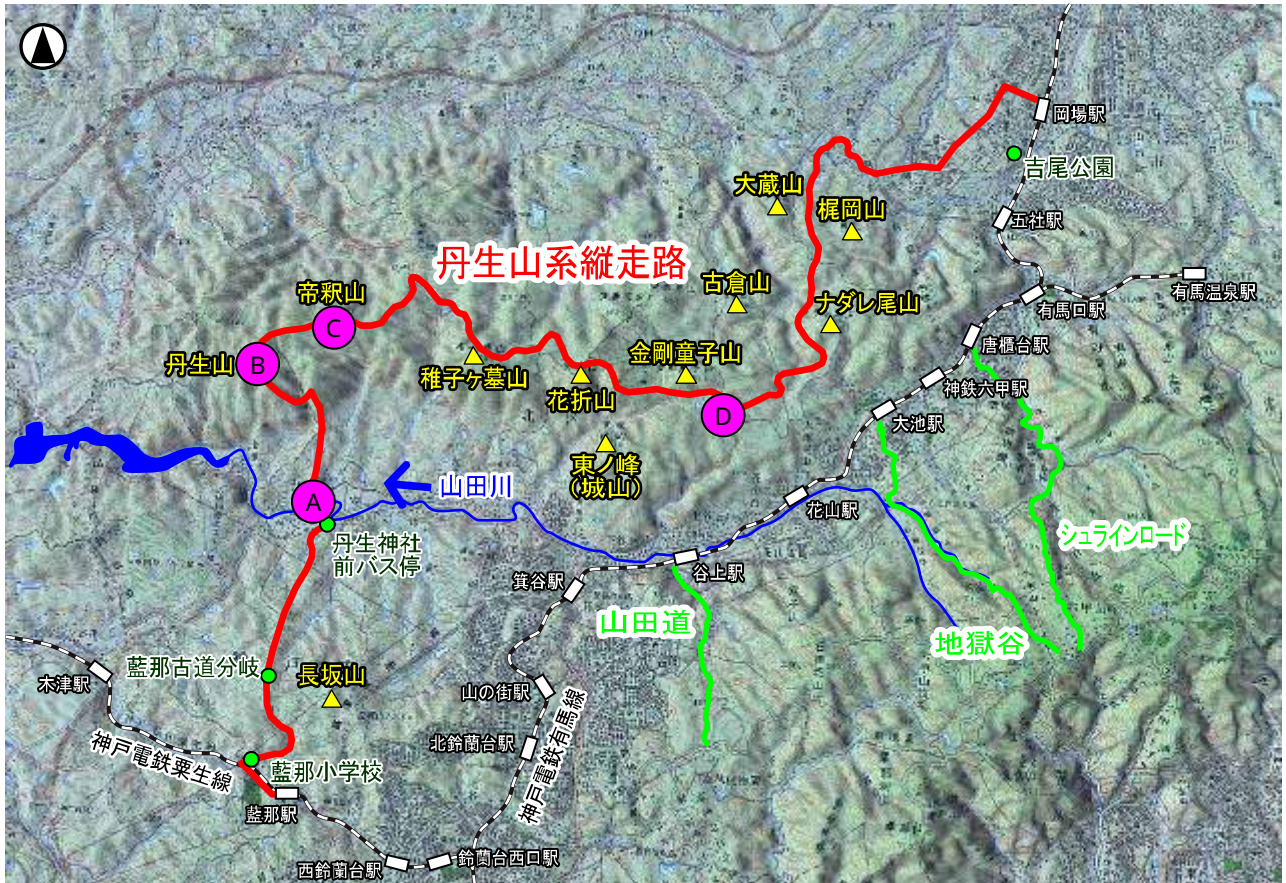 岡場駅
吉尾公園
大蔵山
梶岡山
五社駅
丹生山系縦走路
有馬温泉駅
帝釈山
古倉山
ナダレ尾山
有馬口駅
C
唐櫃台駅
丹生山
B
金剛童子山
稚子ヶ墓山
神鉄六甲駅
花折山
D
大池駅
東ノ峰
(城山)
山田川
A
花山駅
シュラインロード
丹生神社
前バス停
谷上駅
箕谷駅
山田道
地獄谷
藍那古道分岐
長坂山
木津駅
山の街駅
北鈴蘭台駅
神戸電鉄有馬線
神戸電鉄粟生線
藍那小学校
藍那駅
西鈴蘭台駅
鈴蘭台西口駅